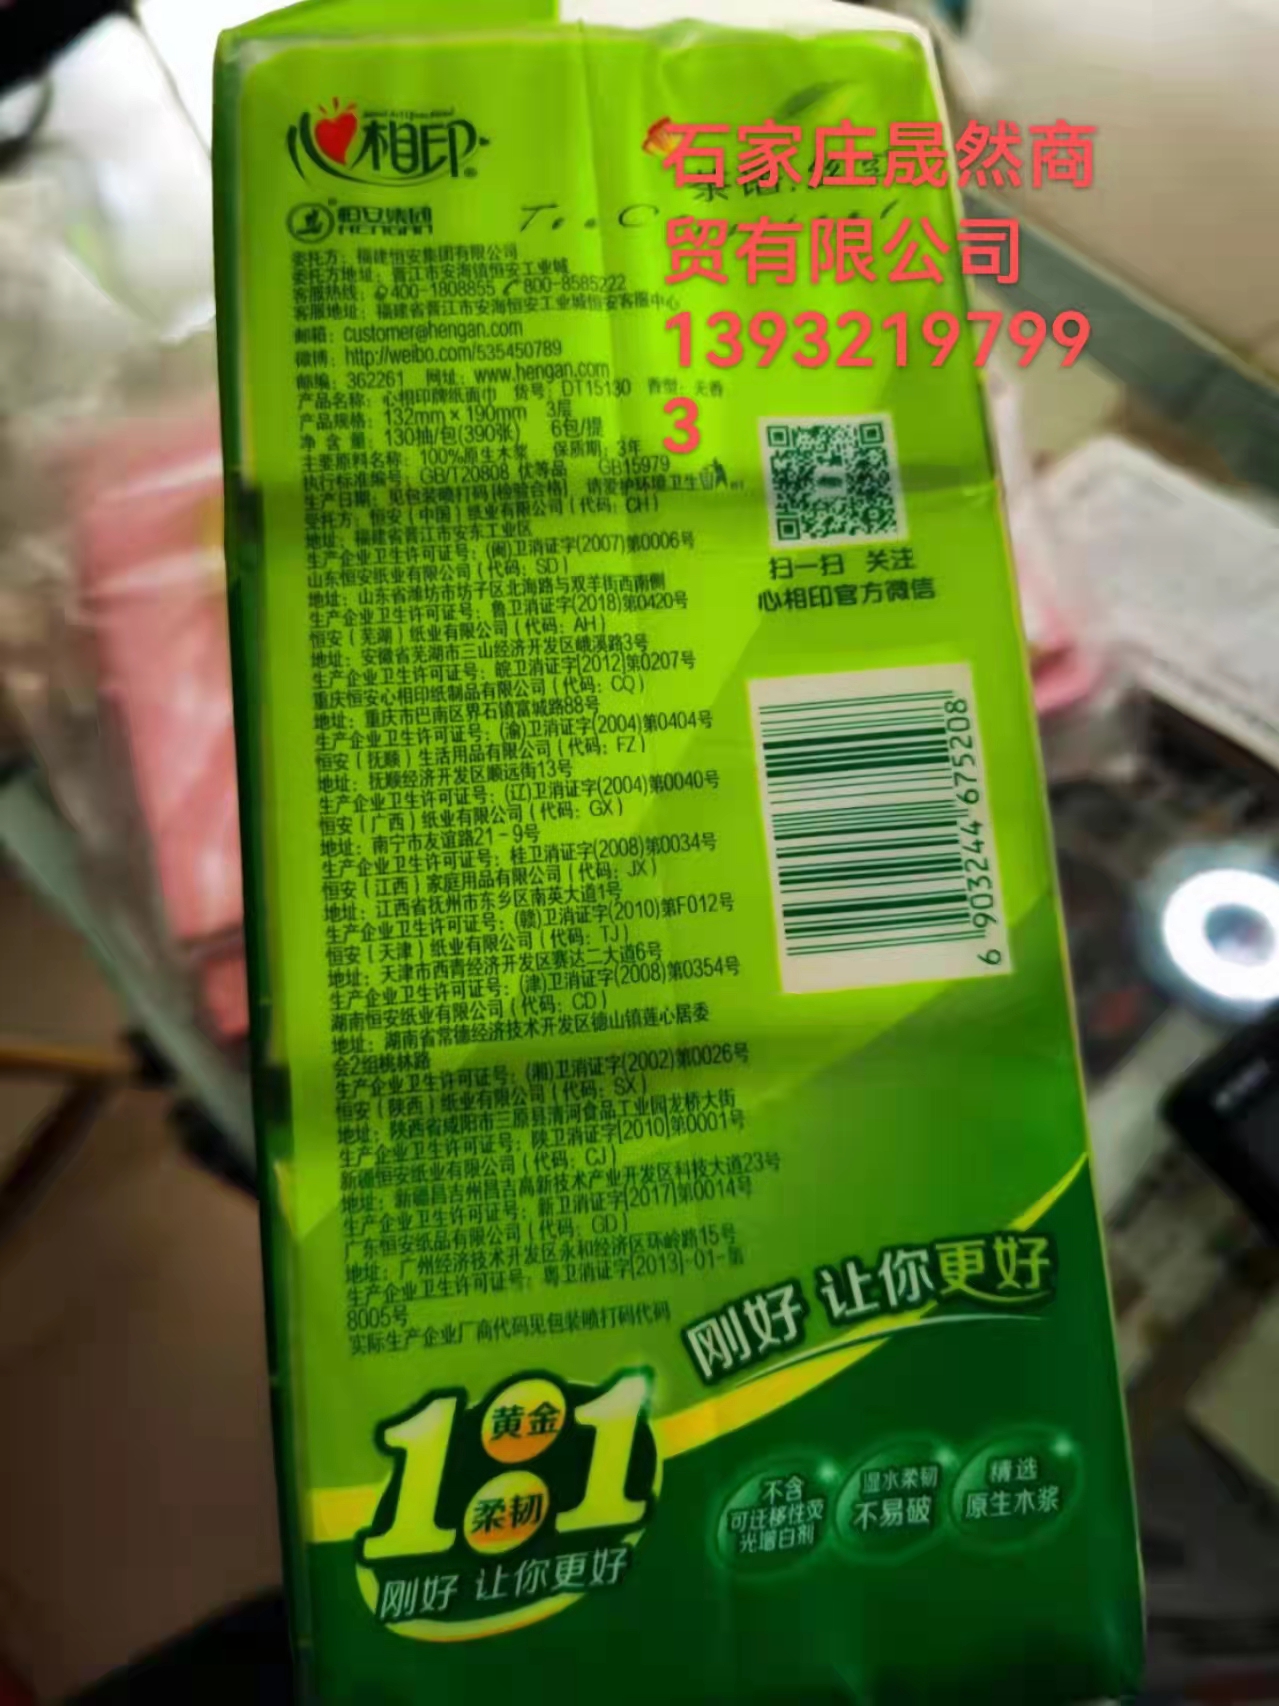 心相印
恒安集团
HENGAN
石家庄晟然商
贸有限公司
1393219799
3
委托方：福建恒安集团有限公司
委托方地址：晋江市安海镇恒安工业城
客服热线：400-1808855 800-8585222
客服地址：福建省晋江市安海恒安工业城恒安客服中心
邮箱：customer@hengan.com
微博：http://weibo.com/535450789
邮编：362261 网址：www.hengan.com
产品名称：心相印牌纸面巾 货号：DT15130 香型：无香
产品规格：132mm×190mm 3层
净含量：130抽/包(390张) 6包/提
主要原料名称：100%原生木浆 保质期：3年
执行标准编号：GB/T20808 优等品 GB15979
生产日期：见包装喷打码[检验合格] 请爱护环境卫生
受托方：恒安（中国）纸业有限公司（代码：CH）
地址：福建省晋江市安东工业区
生产企业卫生许可证号：(闽)卫消证字(2007)第0006号
山东恒安纸业有限公司（代码：SD）
地址：山东省潍坊市坊子区北海路与双羊街西南侧
生产企业卫生许可证号：鲁卫消证字(2018)第0420号
恒安（芜湖）纸业有限公司（代码：AH）
地址：安徽省芜湖市三山经济开发区峨溪路3号
生产企业卫生许可证号：皖卫消证字[2012]第0207号
重庆恒安心相印纸制品有限公司（代码：CQ）
地址：重庆市巴南区界石镇富城路88号
生产企业卫生许可证号：(渝)卫消证字(2004)第0404号
恒安（抚顺）生活用品有限公司（代码：FZ）
地址：抚顺经济开发区顺远街13号
生产企业卫生许可证号：(辽)卫消证字(2004)第0040号
恒安（广西）纸业有限公司（代码：GX）
地址：南宁市友谊路21-9号
生产企业卫生许可证号：桂卫消证字(2008)第0034号
恒安（江西）家庭用品有限公司（代码：JX）
地址：江西省抚州市东乡区南英大道1号
生产企业卫生许可证号：(赣)卫消证字(2010)第F012号
恒安（天津）纸业有限公司（代码：TJ）
地址：天津市西青经济开发区赛达二大道6号
生产企业卫生许可证号：(津)卫消证字(2008)第0354号
湖南恒安纸业有限公司（代码：CD）
地址：湖南省常德经济技术开发区德山镇莲心居委
会2组桃林路
生产企业卫生许可证号：(湘)卫消证字(2002)第0026号
恒安（陕西）纸业有限公司（代码：SX）
地址：陕西省咸阳市三原县清河食品工业园龙桥大街
生产企业卫生许可证号：陕卫消证字[2010]第0001号
新疆恒安纸业有限公司（代码：CJ）
地址：新疆昌吉州昌吉高新技术产业开发区科技大道23号
生产企业卫生许可证号：新卫消证字[2017]第0014号
广东恒安纸品有限公司（代码：GD）
地址：广州经济技术开发区永和经济区环岭路15号
生产企业卫生许可证号：粤卫消证字[2013]-01-第
8005号
实际生产企业厂商代码见包装喷打码代码
扫一扫 关注
心相印官方微信
6 903244 675208
刚好 让你更好
1 黄金 柔韧 1
刚好 让你更好
不含
可迁移性荧
光增白剂
湿水柔韧
不易破
精选
原生木浆